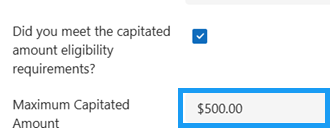 Did you meet the capitated
amount eligibility
requirements?
Maximum Capitated
Amount
$500.00